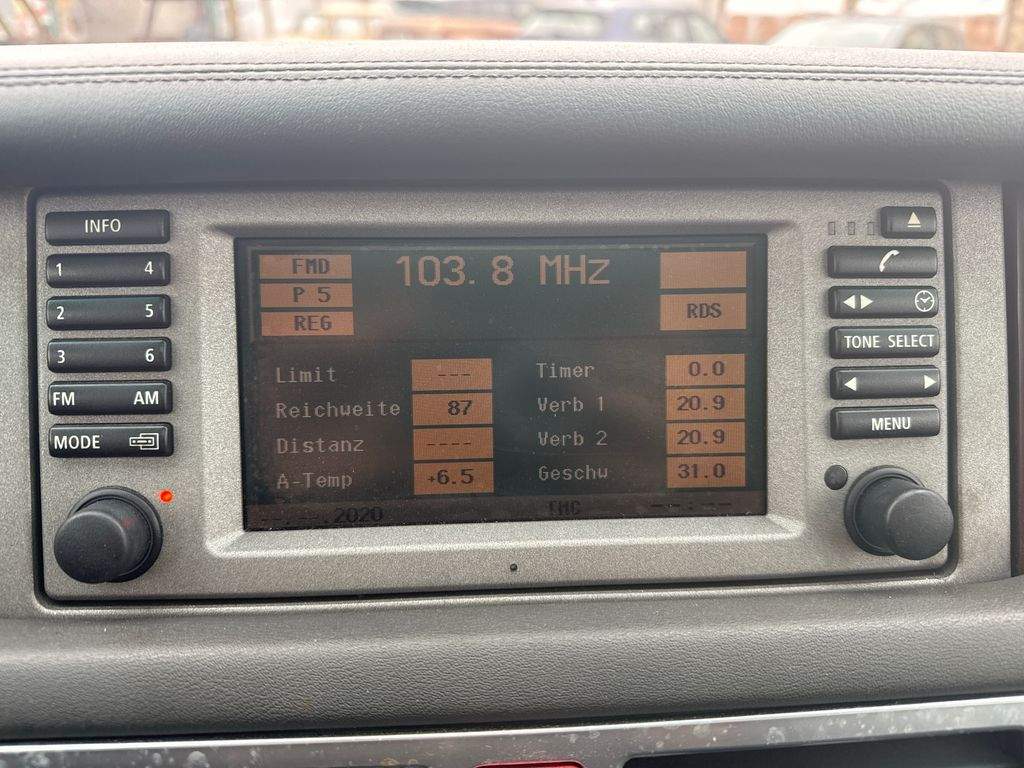 INFO
1 4
2 5
3 6
FM AM
MODE
FMD 103.8 MHz
P 5
REG RDS
Limit --- Timer 0.0
Reichweite 87 Verb 1 20.9
Distanz ---- Verb 2 20.9
A-Temp +6.5 Geschw 31.0
--.--.2020 TMC --:--
TONE SELECT
MENU